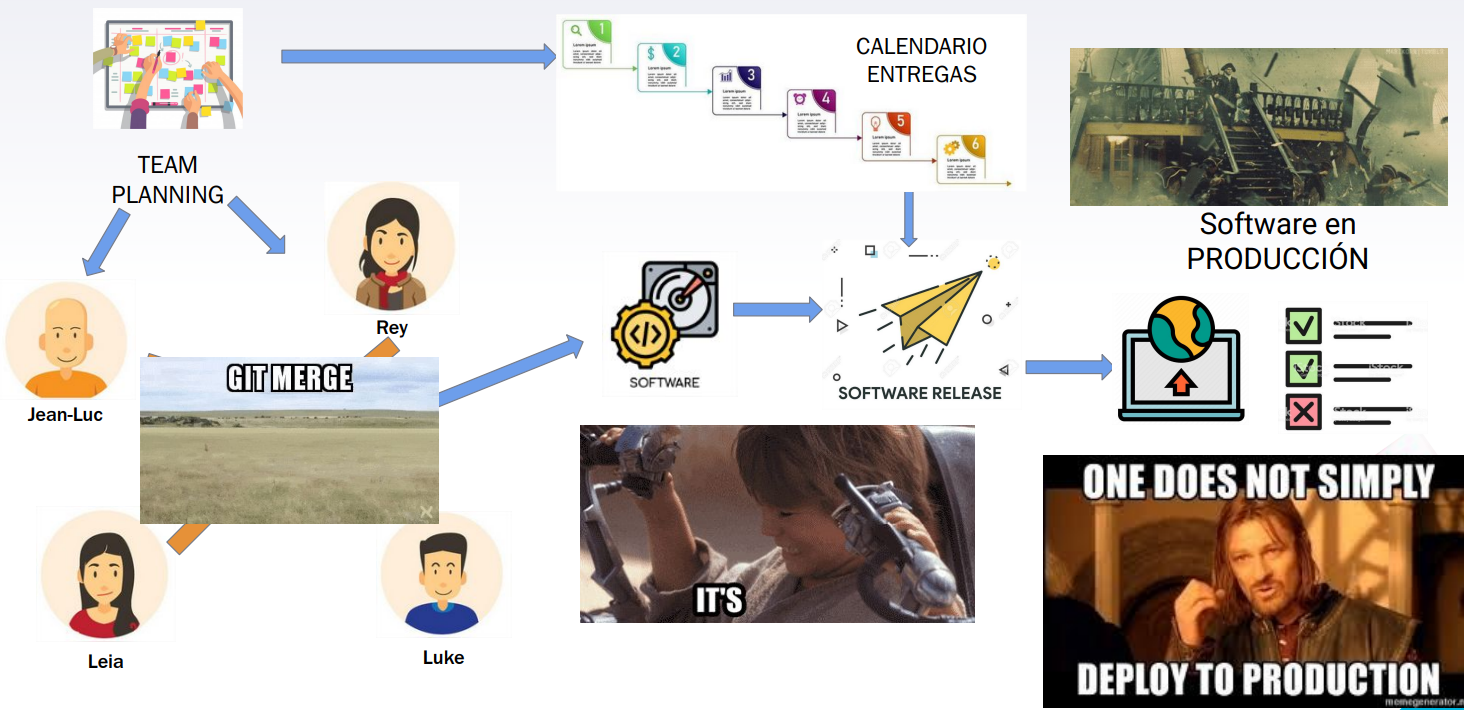 TEAM
PLANNING
1
Lorem ipsum
2
Lorem ipsum
3
Lorem ipsum
4
Lorem ipsum
5
Lorem ipsum
6
Lorem ipsum
CALENDARIO
ENTREGAS
Software en
PRODUCCIÓN
Rey
Jean-Luc
GIT MERGE
Leia
Luke
SOFTWARE
SOFTWARE RELEASE
iStock
IT'S
ONE DOES NOT SIMPLY
DEPLOY TO PRODUCTION